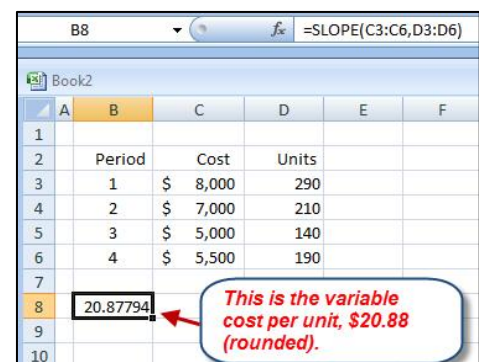 B8 fx =SLOPE(C3:C6,D3:D6)
Book2
A B C D E F
1
2 Period Cost Units
3 1 $ 8,000 290
4 2 $ 7,000 210
5 3 $ 5,000 140
6 4 $ 5,500 190
7
8 20.87794 This is the variable
9 cost per unit, $20.88
10 (rounded).